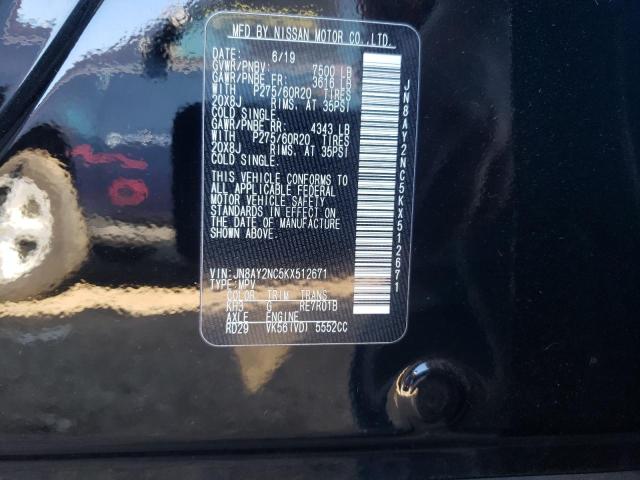 MFD BY NISSAN MOTOR CO.,LTD.
DATE: 6/19
GVWR/PNBV: 7500 LB
GAWR/PNBE FR: 3616 LB
WITH P275/60R20 TIRES
20X8J RIMS. AT 35PSI
COLD SINGLE.
GAWR/PNBE RR: 4343 LB
WITH P275/60R20 TIRES
20X8J RIMS. AT 35PSI
COLD SINGLE.
THIS VEHICLE CONFORMS TO
ALL APPLICABLE FEDERAL
MOTOR VEHICLE SAFETY
STANDARDS IN EFFECT ON
THE DATE OF MANUFACTURE
SHOWN ABOVE.
VIN: JN8AY2NC5KX512671
TYPE: MPV
COLOR TRIM TRANS
KH3 G RE7R01B
AXLE ENGINE
RD29 VK56(VD) 5552CC
JN8AY2NC5KX512671